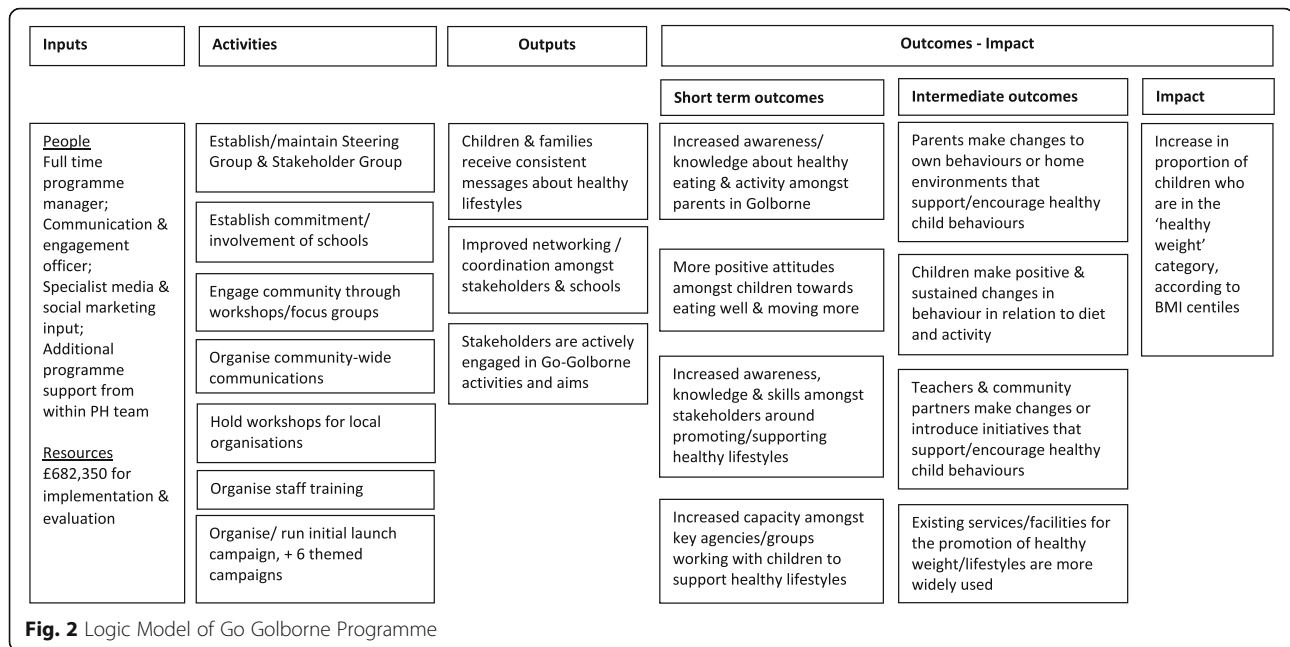 Inputs
Activities
Outputs
Outcomes - Impact
Short term outcomes
Intermediate outcomes
Impact
People
Full time
programme
manager;
Communication &
engagement
officer;
Specialist media &
social marketing
input;
Additional
programme
support from
within PH team
Resources
£682,350 for
implementation &
evaluation
Establish/maintain Steering
Group & Stakeholder Group
Establish commitment/
involvement of schools
Engage community through
workshops/focus groups
Organise community-wide
communications
Hold workshops for local
organisations
Organise staff training
Organise/ run initial launch
campaign, + 6 themed
campaigns
Children & families
receive consistent
messages about healthy
lifestyles
Improved networking /
coordination amongst
stakeholders & schools
Stakeholders are actively
engaged in Go-Golborne
activities and aims
Increased awareness/
knowledge about healthy
eating & activity amongst
parents in Golborne
More positive attitudes
amongst children towards
eating well & moving more
Increased awareness,
knowledge & skills amongst
stakeholders around
promoting/supporting
healthy lifestyles
Increased capacity amongst
key agencies/groups
working with children to
support healthy lifestyles
Parents make changes to
own behaviours or home
environments that
support/encourage healthy
child behaviours
Children make positive &
sustained changes in
behaviour in relation to diet
and activity
Teachers & community
partners make changes or
introduce initiatives that
support/encourage healthy
child behaviours
Existing services/facilities for
the promotion of healthy
weight/lifestyles are more
widely used
Increase in
proportion of
children who
are in the
‘healthy
weight’
category,
according to
BMI centiles
Fig. 2 Logic Model of Go Golborne Programme